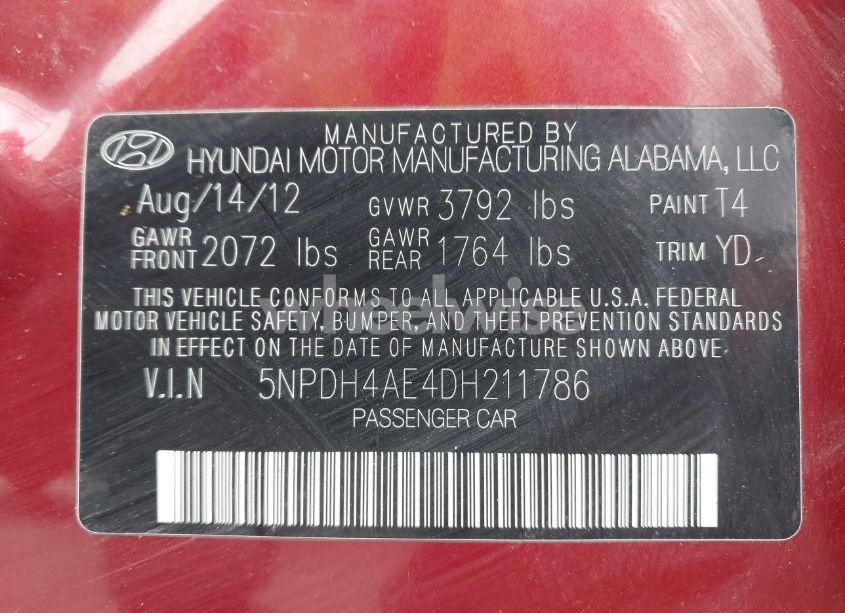 MANUFACTURED BY
HYUNDAI MOTOR MANUFACTURING ALABAMA, LLC
Aug/14/12 GVWR 3792 lbs PAINT T4
GAWR FRONT 2072 lbs GAWR REAR 1764 lbs TRIM YD
THIS VEHICLE CONFORMS TO ALL APPLICABLE U.S.A. FEDERAL
MOTOR VEHICLE SAFETY, BUMPER, AND THEFT PREVENTION STANDARDS
IN EFFECT ON THE DATE OF MANUFACTURE SHOWN ABOVE.
V.I.N 5NPDH4AE4DH211786
PASSENGER CAR
wheelwise